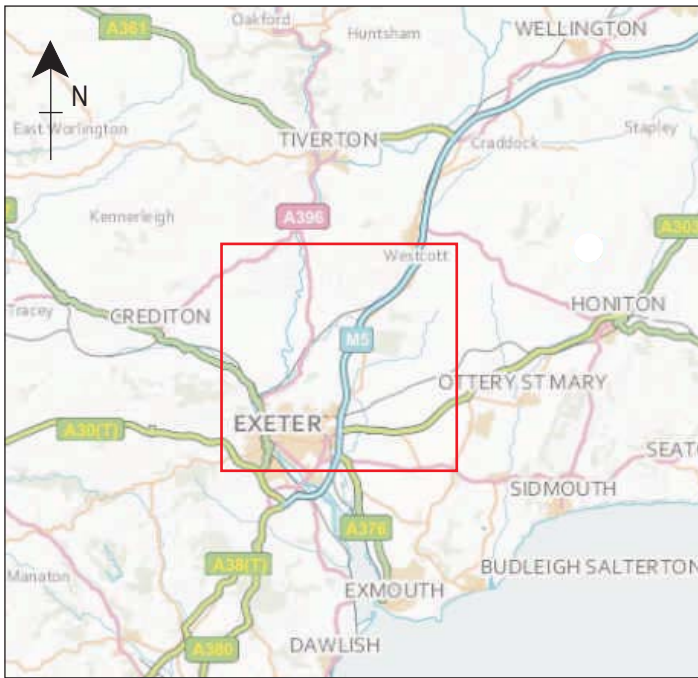 A361
Oakford
Huntsham
WELLINGTON
N
East Worlington
TIVERTON
Craddock
Stapley
Kennerleigh
A396
A303
Westcott
Tracey
CREDITON
HONITON
M5
OTTERY ST MARY
EXETER
A30(T)
SEATO
SIDMOUTH
A376
A38(T)
Manaton
EXMOUTH
BUDLEIGH SALTERTON
A380
DAWLISH